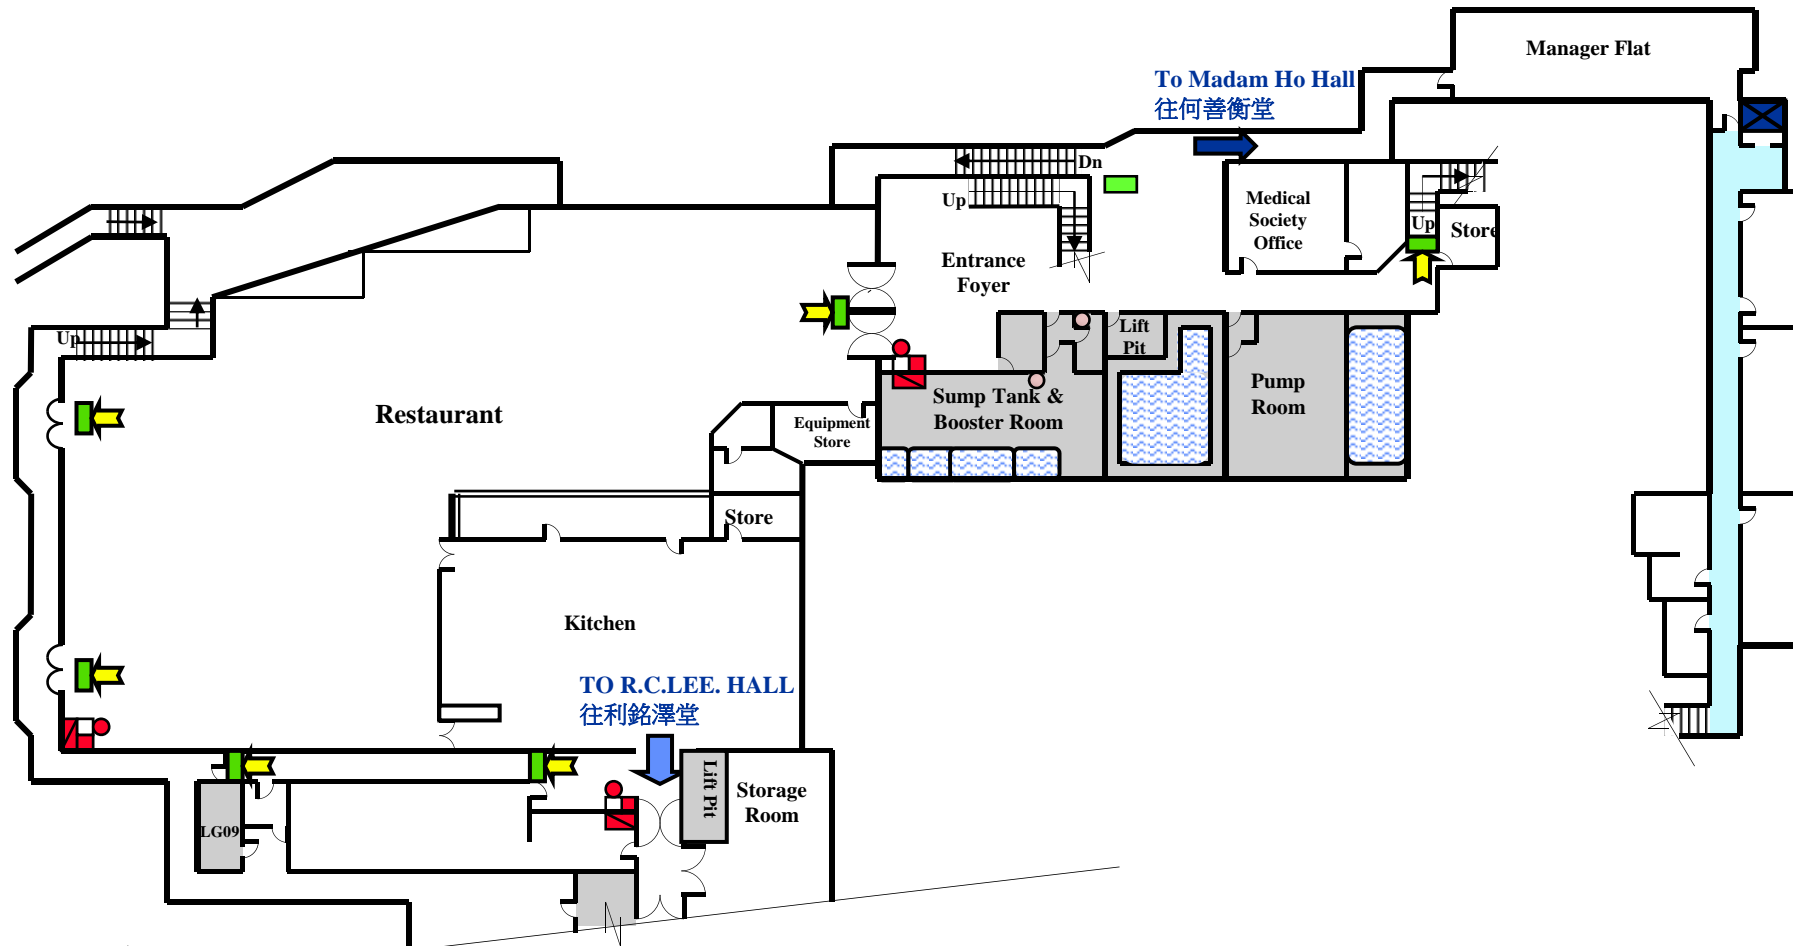 Manager Flat
To Madam Ho Hall
往何善衡堂
Dn
Up
Medical
Society
Office
Up
Store
Entrance
Foyer
Lift
Pit
Up
Restaurant
Sump Tank &
Booster Room
Pump
Room
Equipment
Store
Store
Kitchen
TO R.C.LEE. HALL
往利銘澤堂
Lift Pit
Storage
Room
LG09